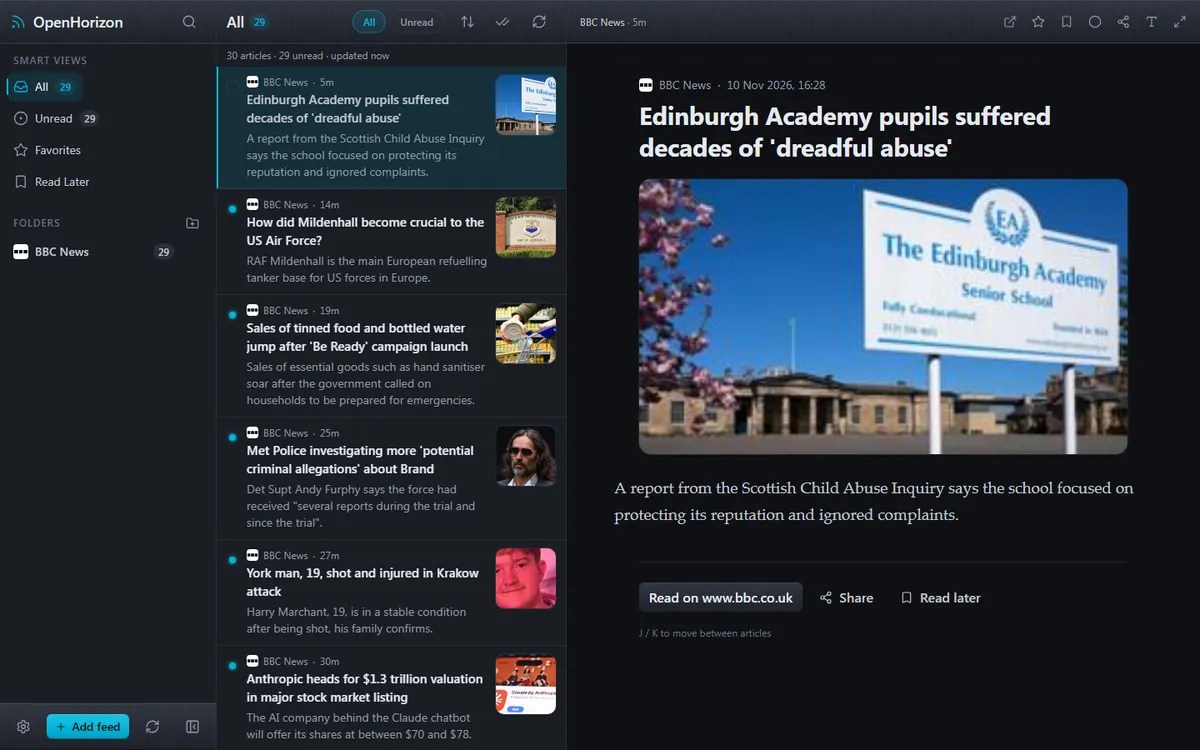 OpenHorizon
SMART VIEWS
All 29
Unread 29
Favorites
Read Later
FOLDERS
BBC News 29
Add feed
All 29
All
Unread
30 articles · 29 unread · updated now
BBC News · 5m
Edinburgh Academy pupils suffered
decades of 'dreadful abuse'
A report from the Scottish Child Abuse Inquiry
says the school focused on protecting its
reputation and ignored complaints.
BBC News · 14m
How did Mildenhall become crucial to the
US Air Force?
RAF Mildenhall is the main European refuelling
tanker base for US forces in Europe.
BBC News · 19m
Sales of tinned food and bottled water
jump after 'Be Ready' campaign launch
Sales of essential goods such as hand sanitiser
soar after the government called on
households to be prepared for emergencies.
BBC News · 25m
Met Police investigating more 'potential
criminal allegations' about Brand
Det Supt Andy Furphy says the force had
received "several reports during the trial and
since the trial".
BBC News · 27m
York man, 19, shot and injured in Krakow
attack
Harry Marchant, 19, is in a stable condition
after being shot, his family confirms.
BBC News · 30m
Anthropic heads for $1.3 trillion valuation
in major stock market listing
The AI company behind the Claude chatbot
will offer its shares at between $70 and $78.
BBC News · 5m
BBC News · 10 Nov 2026, 16:28
Edinburgh Academy pupils suffered
decades of 'dreadful abuse'
EA
The Edinburgh Academy
Senior School
Fully Coeducational
Founded in
A report from the Scottish Child Abuse Inquiry says the school focused on
protecting its reputation and ignored complaints.
Read on www.bbc.co.uk
Share
Read later
J / K to move between articles